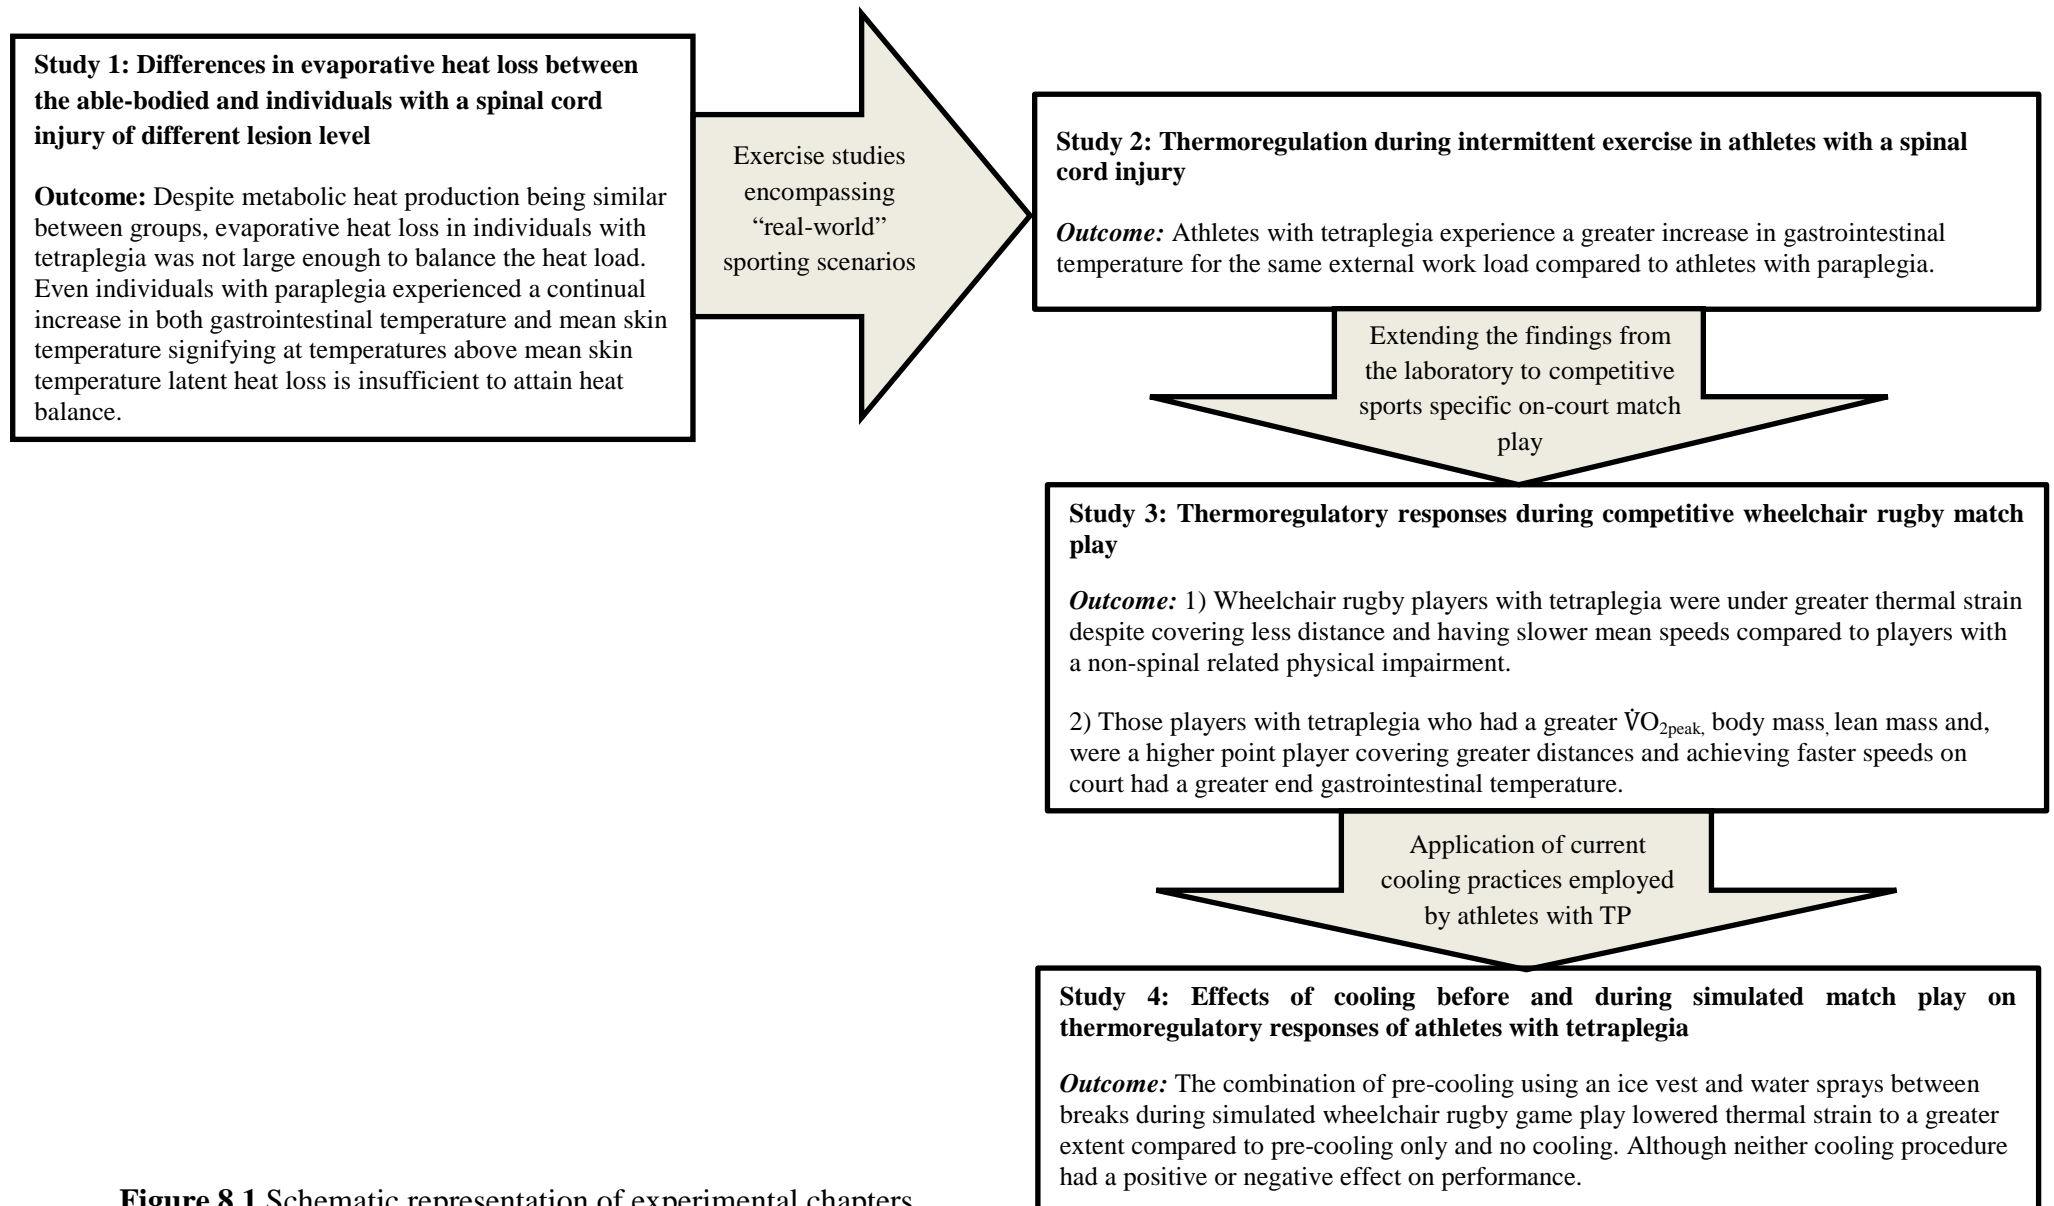 Study 1: Differences in evaporative heat loss between
the able-bodied and individuals with a spinal cord
injury of different lesion level
Outcome: Despite metabolic heat production being similar
between groups, evaporative heat loss in individuals with
tetraplegia was not large enough to balance the heat load.
Even individuals with paraplegia experienced a continual
increase in both gastrointestinal temperature and mean skin
temperature signifying at temperatures above mean skin
temperature latent heat loss is insufficient to attain heat
balance.
Exercise studies
encompassing
“real-world”
sporting scenarios
Study 2: Thermoregulation during intermittent exercise in athletes with a spinal
cord injury
Outcome: Athletes with tetraplegia experience a greater increase in gastrointestinal
temperature for the same external work load compared to athletes with paraplegia.
Extending the findings from
the laboratory to competitive
sports specific on-court match
play
Study 3: Thermoregulatory responses during competitive wheelchair rugby match
play
Outcome: 1) Wheelchair rugby players with tetraplegia were under greater thermal strain
despite covering less distance and having slower mean speeds compared to players with
a non-spinal related physical impairment.
2) Those players with tetraplegia who had a greater V̇O2peak, body mass, lean mass and,
were a higher point player covering greater distances and achieving faster speeds on
court had a greater end gastrointestinal temperature.
Application of current
cooling practices employed
by athletes with TP
Study 4: Effects of cooling before and during simulated match play on
thermoregulatory responses of athletes with tetraplegia
Outcome: The combination of pre-cooling using an ice vest and water sprays between
breaks during simulated wheelchair rugby game play lowered thermal strain to a greater
extent compared to pre-cooling only and no cooling. Although neither cooling procedure
had a positive or negative effect on performance.
Figure 8.1 Schematic representation of experimental chapters